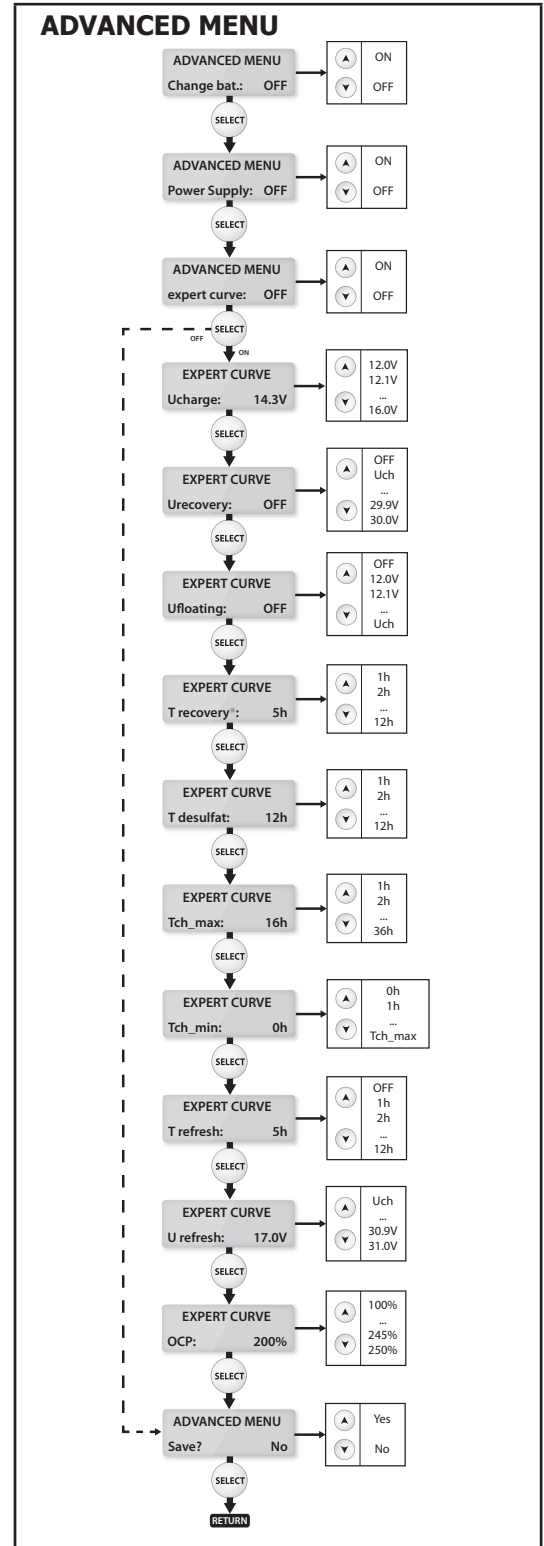 ADVANCED MENU
ADVANCED MENU
Change bat.: OFF
ON
OFF
SELECT
ADVANCED MENU
Power Supply: OFF
ON
OFF
SELECT
ADVANCED MENU
expert curve: OFF
ON
OFF
SELECT
OFF
ON
EXPERT CURVE
Ucharge: 14.3V
12.0V
12.1V
...
16.0V
SELECT
EXPERT CURVE
Urecovery: OFF
OFF
Uch
...
29.9V
30.0V
SELECT
EXPERT CURVE
Ufloating: OFF
OFF
12.0V
12.1V
...
Uch
SELECT
EXPERT CURVE
T recovery*: 5h
1h
2h
...
12h
SELECT
EXPERT CURVE
T desulfat: 12h
1h
2h
...
12h
SELECT
EXPERT CURVE
Tch_max: 16h
1h
2h
...
36h
SELECT
EXPERT CURVE
Tch_min: 0h
0h
1h
...
Tch_max
SELECT
EXPERT CURVE
T refresh: 5h
OFF
1h
2h
...
12h
SELECT
EXPERT CURVE
U refresh: 17.0V
Uch
...
30.9V
31.0V
SELECT
EXPERT CURVE
OCP: 200%
100%
...
245%
250%
SELECT
ADVANCED MENU
Save? No
Yes
No
SELECT
RETURN